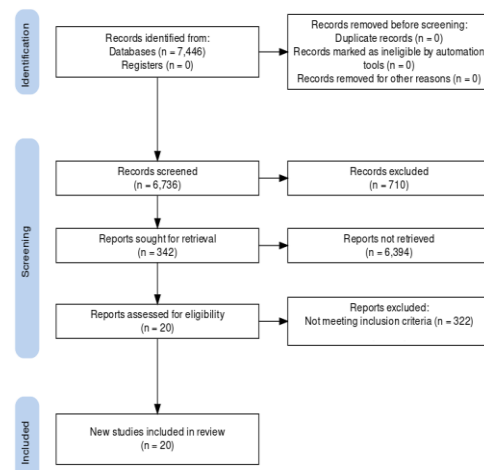 Identification
Records identified from:
Databases (n = 7,446)
Registers (n = 0)
Records removed before screening:
Duplicate records (n = 0)
Records marked as ineligible by automation
tools (n = 0)
Records removed for other reasons (n = 0)
Screening
Records screened
(n = 6,736)
Records excluded
(n = 710)
Reports sought for retrieval
(n = 342)
Reports not retrieved
(n = 6,394)
Reports assessed for eligibility
(n = 20)
Reports excluded:
Not meeting inclusion criteria (n = 322)
Included
New studies included in review
(n = 20)